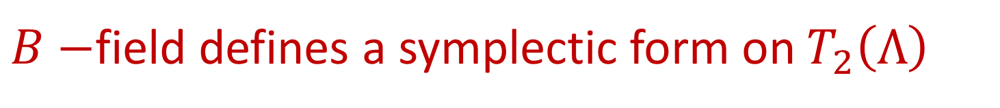 B −field defines a symplectic form on T₂(Λ)